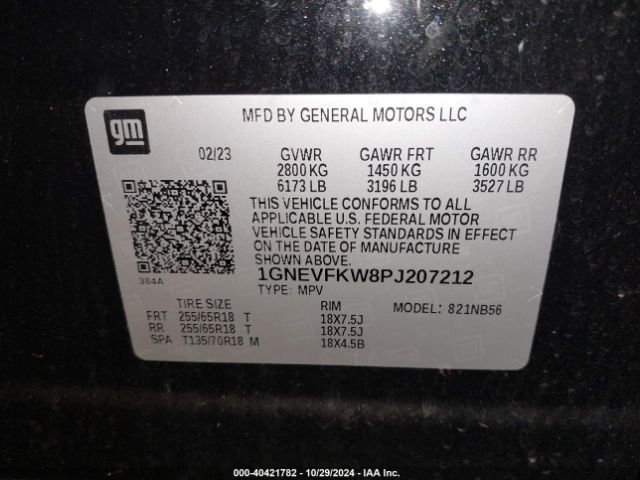 gm
MFD BY GENERAL MOTORS LLC
02/23 GVWR GAWR FRT GAWR RR
2800 KG 1450 KG 1600 KG
6173 LB 3196 LB 3527 LB
THIS VEHICLE CONFORMS TO ALL
APPLICABLE U.S. FEDERAL MOTOR
VEHICLE SAFETY STANDARDS IN EFFECT
ON THE DATE OF MANUFACTURE
SHOWN ABOVE.
384A
1GNEVFKW8PJ207212
TYPE: MPV
TIRE SIZE RIM MODEL: 821NB56
FRT 255/65R18 T 18X7.5J
RR 255/65R18 T 18X7.5J
SPA T135/70R18 M 18X4.5B
000-40421782 - 10/29/2024 - IAA Inc.